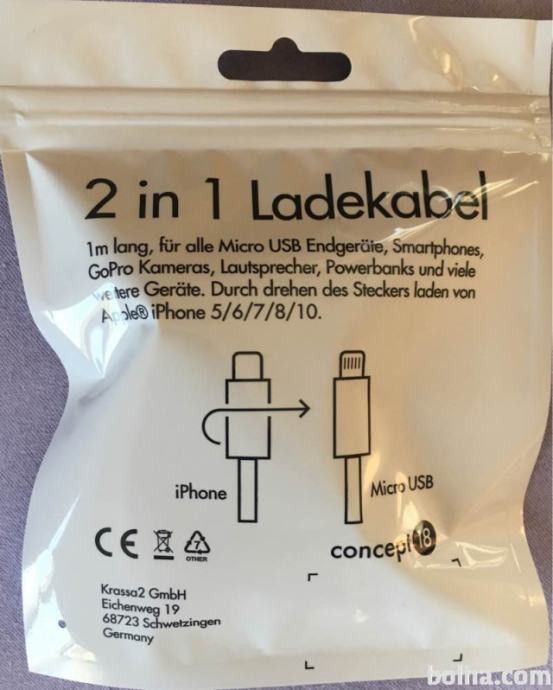 2 in 1 Ladekabel
1m lang, für alle Micro USB Endgeräte, Smartphones,
GoPro Kameras, Lautsprecher, Powerbanks und viele
weitere Geräte. Durch drehen des Steckers laden von
Apple® iPhone 5/6/7/8/10.
iPhone
Micro USB
CE
7
OTHER
concept18
Krassa2 GmbH
Eichenweg 19
68723 Schwetzingen
Germany
bolha.com